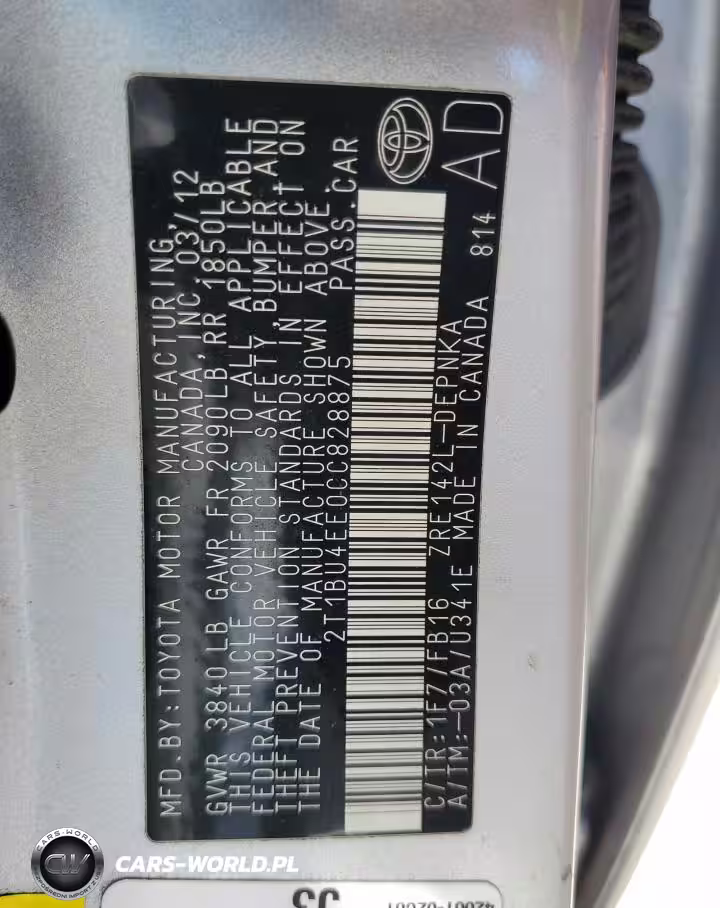 MFD.BY:TOYOTA MOTOR MANUFACTURING,
CANADA,INC. 03/12
GVWR 3840LB GAWR FR 2090LB,RR 1850LB
THIS VEHICLE CONFORMS TO ALL APPLICABLE
FEDERAL MOTOR VEHICLE SAFETY, BUMPER,AND
THEFT PREVENTION STANDARDS IN EFFECT ON
THE DATE OF MANUFACTURE SHOWN ABOVE.
2T1BU4EE0CC828875 PASS.CAR
C/TR:1F7/FB16 ZRE142L-DEPNKA
A/TM:-03A/U341E MADE IN CANADA 814
AD
CW
CARS-WORLD
CARS-WORLD.PL